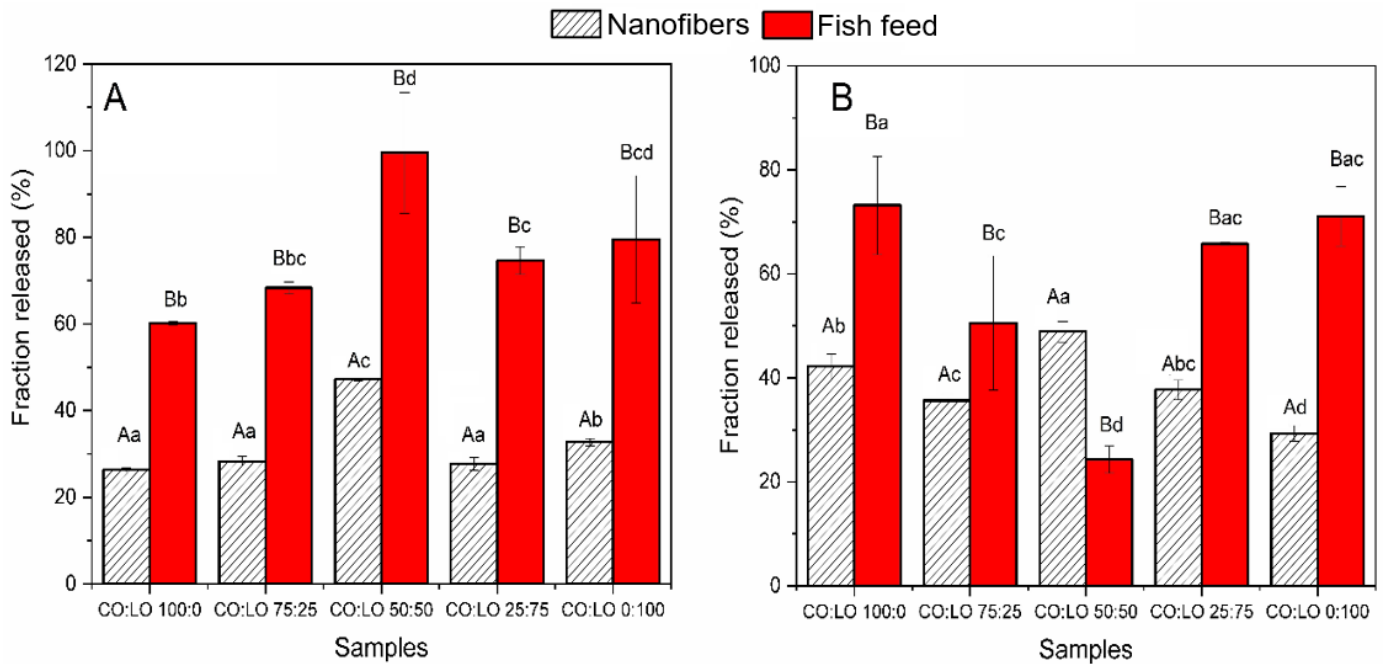 Nanofibers Fish feed
A
Fraction released (%)
120
100
80
60
40
20
0
Aa
Bb
Aa
Bbc
Ac
Bd
Aa
Bc
Ab
Bcd
CO:LO 100:0 CO:LO 75:25 CO:LO 50:50 CO:LO 25:75 CO:LO 0:100
Samples
B
Fraction released (%)
100
80
60
40
20
0
Ab
Ba
Ac
Bc
Aa
Bd
Abc
Bac
Ad
Bac
CO:LO 100:0 CO:LO 75:25 CO:LO 50:50 CO:LO 25:75 CO:LO 0:100
Samples